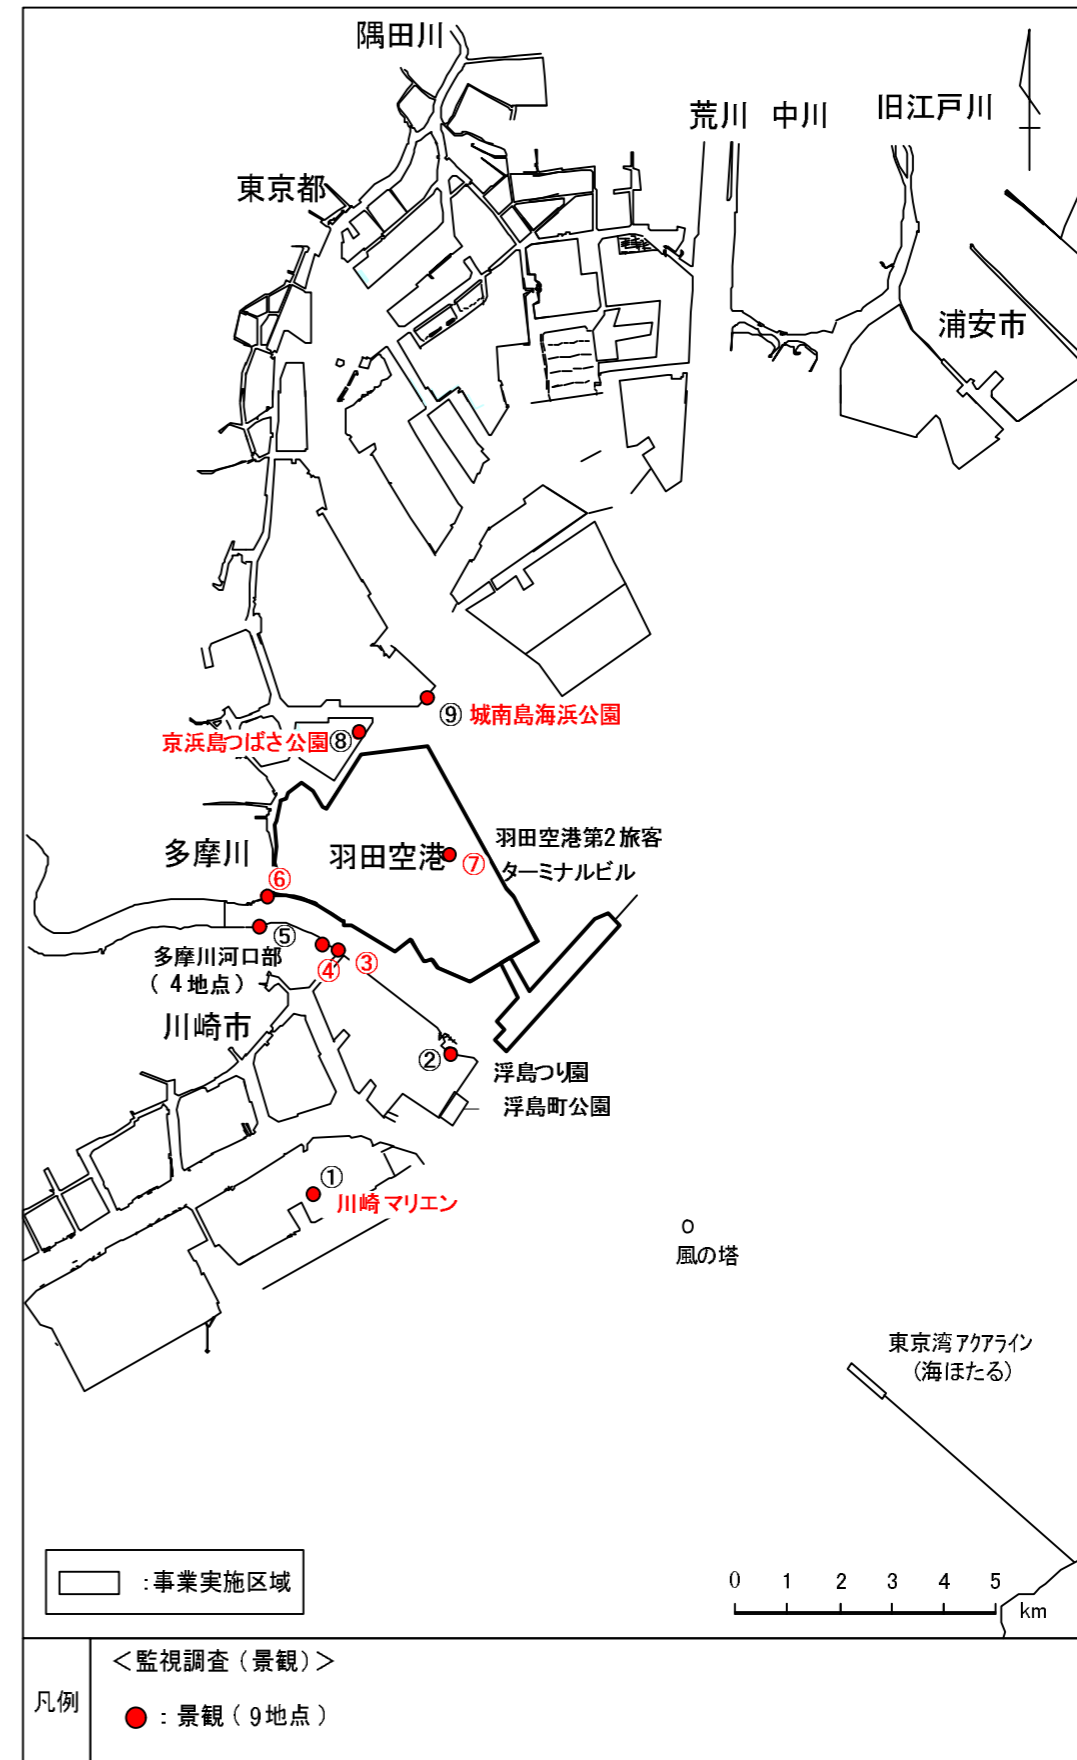 隅田川
荒川 中川 旧江戸川
東京都
浦安市
⑨ 城南島海浜公園
京浜島つばさ公園 ⑧
羽田空港第2旅客
ターミナルビル
多摩川 羽田空港 ⑦
⑥
⑤
多摩川河口部
(4地点)
④ ③
川崎市
②
浮島つり園
浮島町公園
①
川崎マリエン
風の塔
東京湾アクアライン
(海ほたる)
:事業実施区域
0 1 2 3 4 5
km
凡例
<監視調査(景観)>
:景観(9地点)